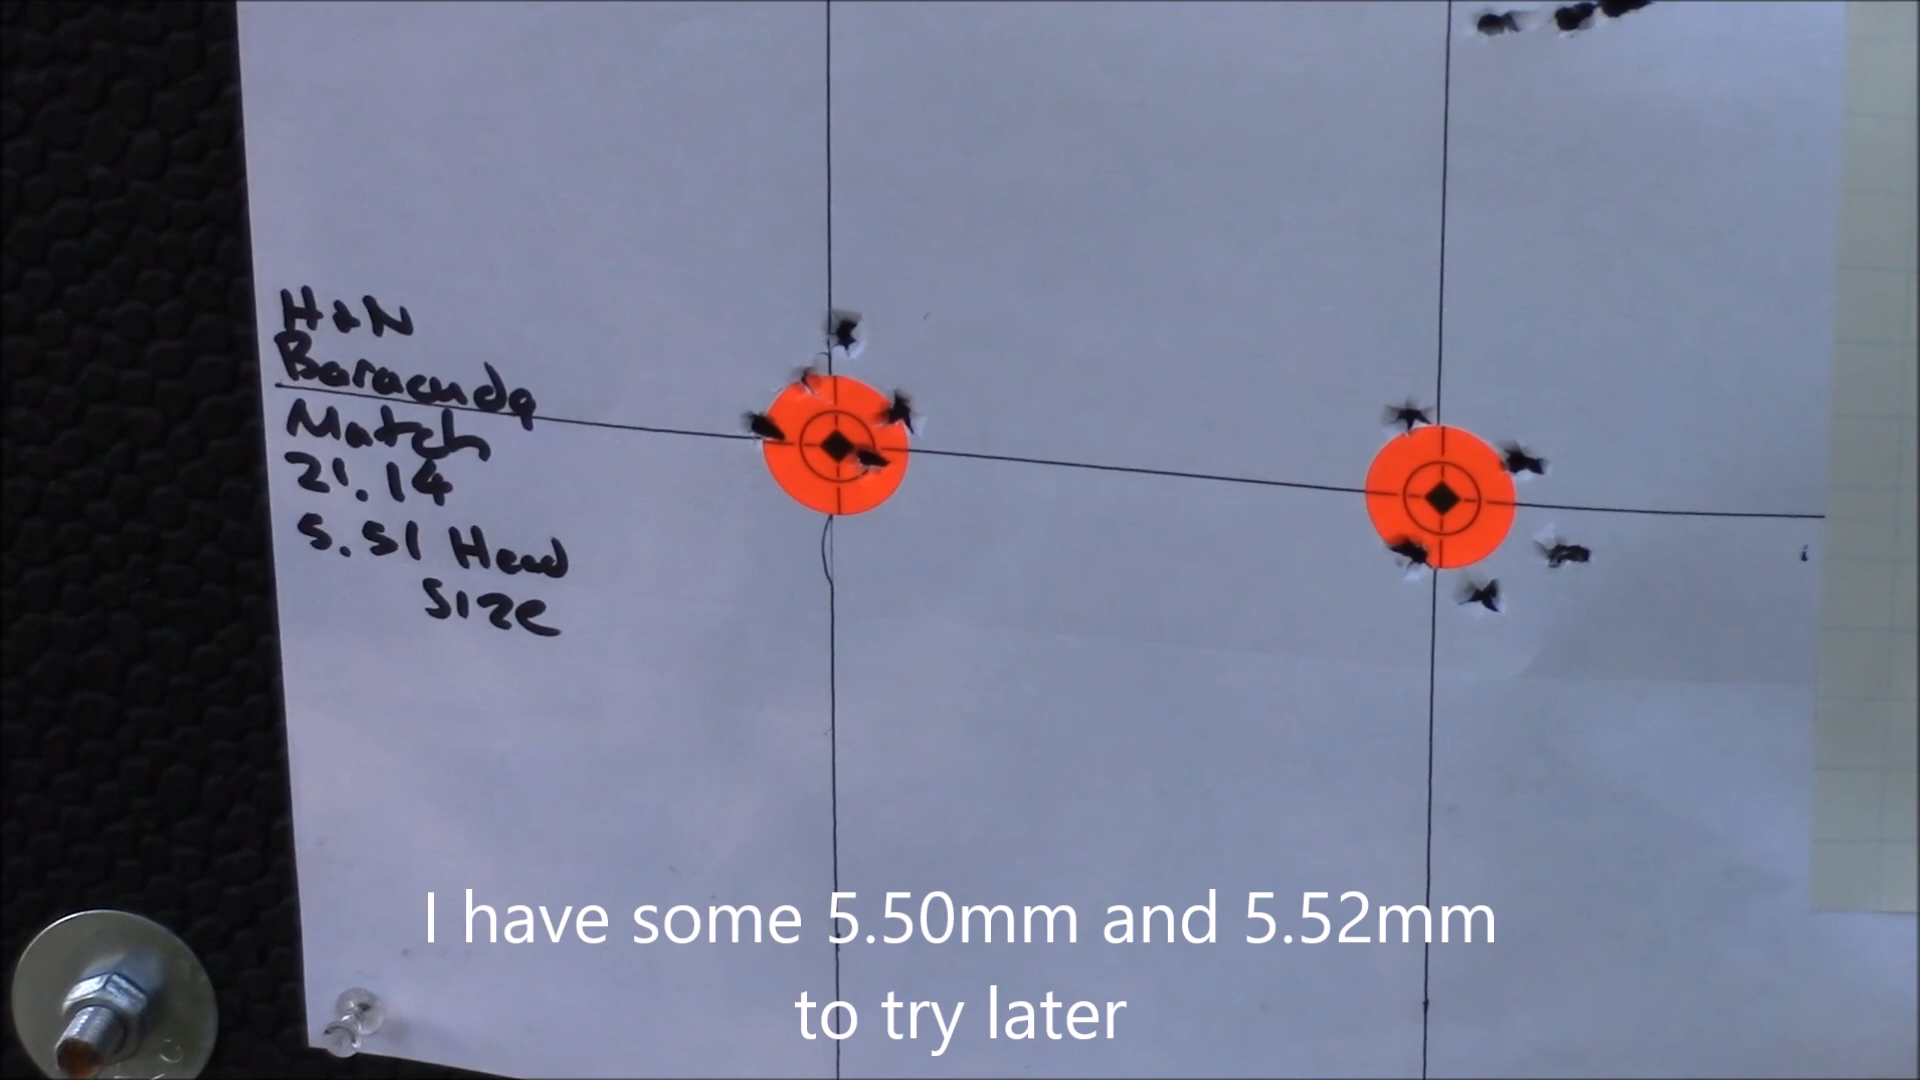 H+N
Baracuda
Match
21.14
5.51 Head
Size
I have some 5.50mm and 5.52mm
to try later